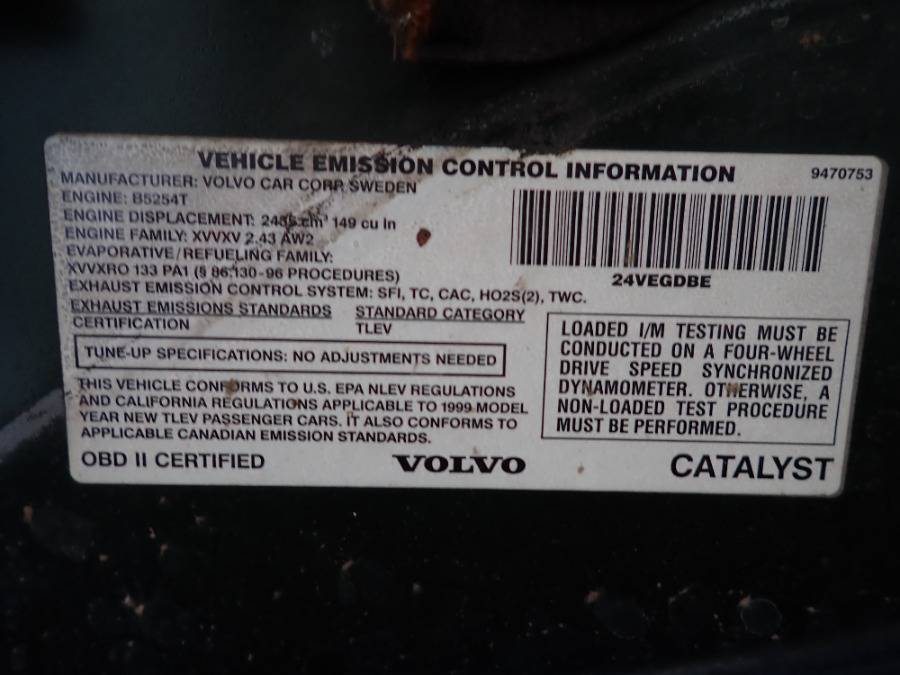 VEHICLE EMISSION CONTROL INFORMATION
9470753
MANUFACTURER: VOLVO CAR CORP. SWEDEN
ENGINE: B5254T
ENGINE DISPLACEMENT: cm³ 149 cu in
ENGINE FAMILY: XVVXV 2.43 AW2
EVAPORATIVE/REFUELING FAMILY:
XVVXRO 133 PA1 (§ 86.130-96 PROCEDURES)
EXHAUST EMISSION CONTROL SYSTEM: SFI, TC, CAC, HO2S(2), TWC.
EXHAUST EMISSIONS STANDARDS STANDARD CATEGORY
CERTIFICATION TLEV
TUNE-UP SPECIFICATIONS: NO ADJUSTMENTS NEEDED
THIS VEHICLE CONFORMS TO U.S. EPA NLEV REGULATIONS
AND CALIFORNIA REGULATIONS APPLICABLE TO 1999 MODEL
YEAR NEW TLEV PASSENGER CARS. IT ALSO CONFORMS TO
APPLICABLE CANADIAN EMISSION STANDARDS.
24VEGDBE
LOADED I/M TESTING MUST BE
CONDUCTED ON A FOUR-WHEEL
DRIVE SPEED SYNCHRONIZED
DYNAMOMETER. OTHERWISE, A
NON-LOADED TEST PROCEDURE
MUST BE PERFORMED.
OBD II CERTIFIED
VOLVO
CATALYST